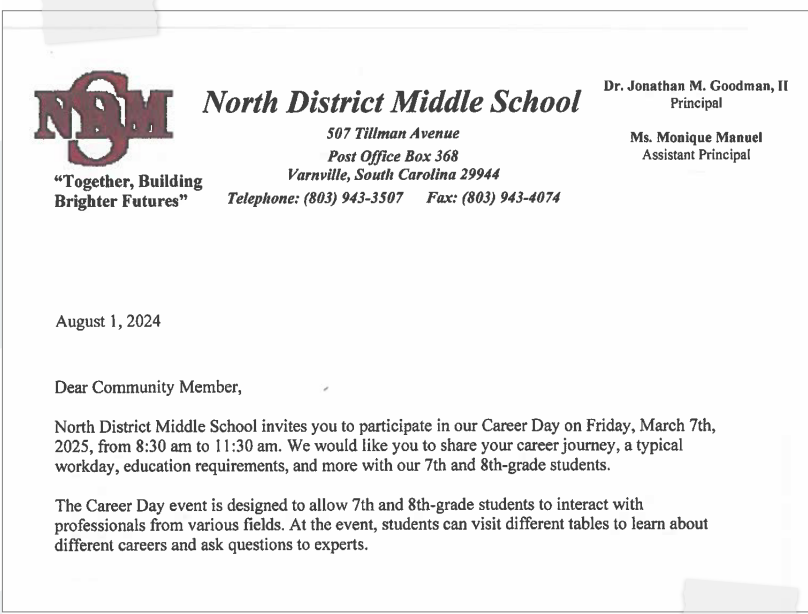 NDMS
North District Middle School
507 Tillman Avenue
Post Office Box 368
Varnville, South Carolina 29944
Telephone: (803) 943-3507 Fax: (803) 943-4074
"Together, Building
Brighter Futures"
Dr. Jonathan M. Goodman, II
Principal
Ms. Monique Manuel
Assistant Principal
August 1, 2024
Dear Community Member,
North District Middle School invites you to participate in our Career Day on Friday, March 7th,
2025, from 8:30 am to 11:30 am. We would like you to share your career journey, a typical
workday, education requirements, and more with our 7th and 8th-grade students.
The Career Day event is designed to allow 7th and 8th-grade students to interact with
professionals from various fields. At the event, students can visit different tables to learn about
different careers and ask questions to experts.